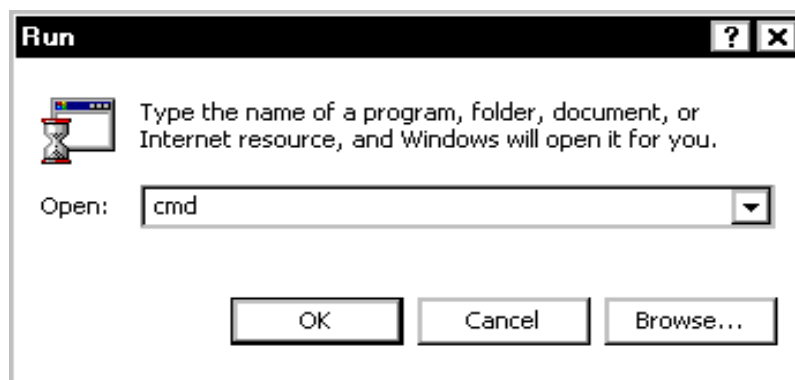 Run
Type the name of a program, folder, document, or
Internet resource, and Windows will open it for you.
Open: cmd
OK Cancel Browse...